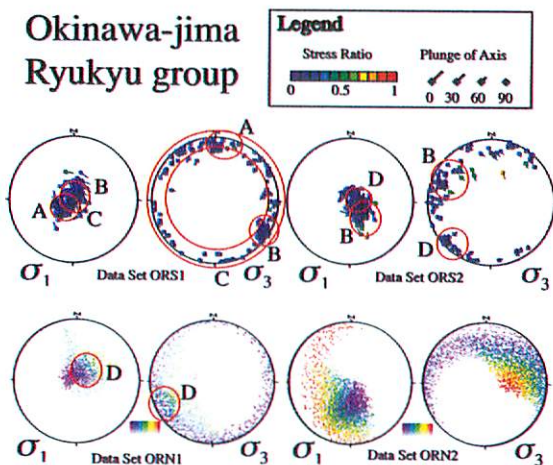 Okinawa-jima
Ryukyu group
Legend
Stress Ratio
Plunge of Axis
0 0.5 1
0 30 60 90
N
N
N
N
A
B
C
A
B
C
D
B
B
D
σ1
Data Set ORS1
σ3
σ1
Data Set ORS2
σ3
N
N
N
N
D
D
σ1
Data Set ORN1
σ3
σ1
Data Set ORN2
σ3